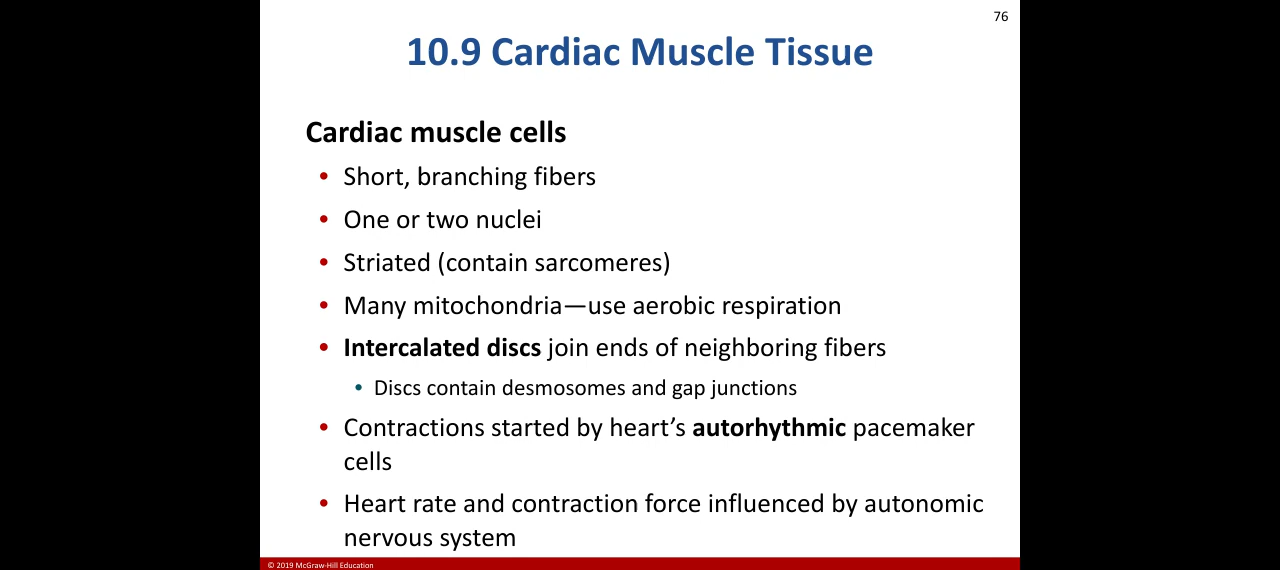 76
10.9 Cardiac Muscle Tissue
Cardiac muscle cells
• Short, branching fibers
• One or two nuclei
• Striated (contain sarcomeres)
• Many mitochondria—use aerobic respiration
• Intercalated discs join ends of neighboring fibers
• Discs contain desmosomes and gap junctions
• Contractions started by heart’s autorhythmic pacemaker
cells
• Heart rate and contraction force influenced by autonomic
nervous system
© 2019 McGraw-Hill Education